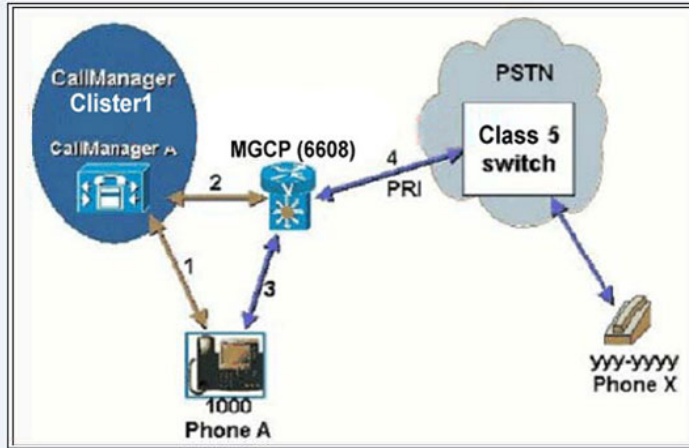 CallManager
Clister1
CallManager A
MGCP (6608)
PSTN
Class 5
switch
2
4
PRI
1
3
1000
Phone A
yyy-yyyy
Phone X